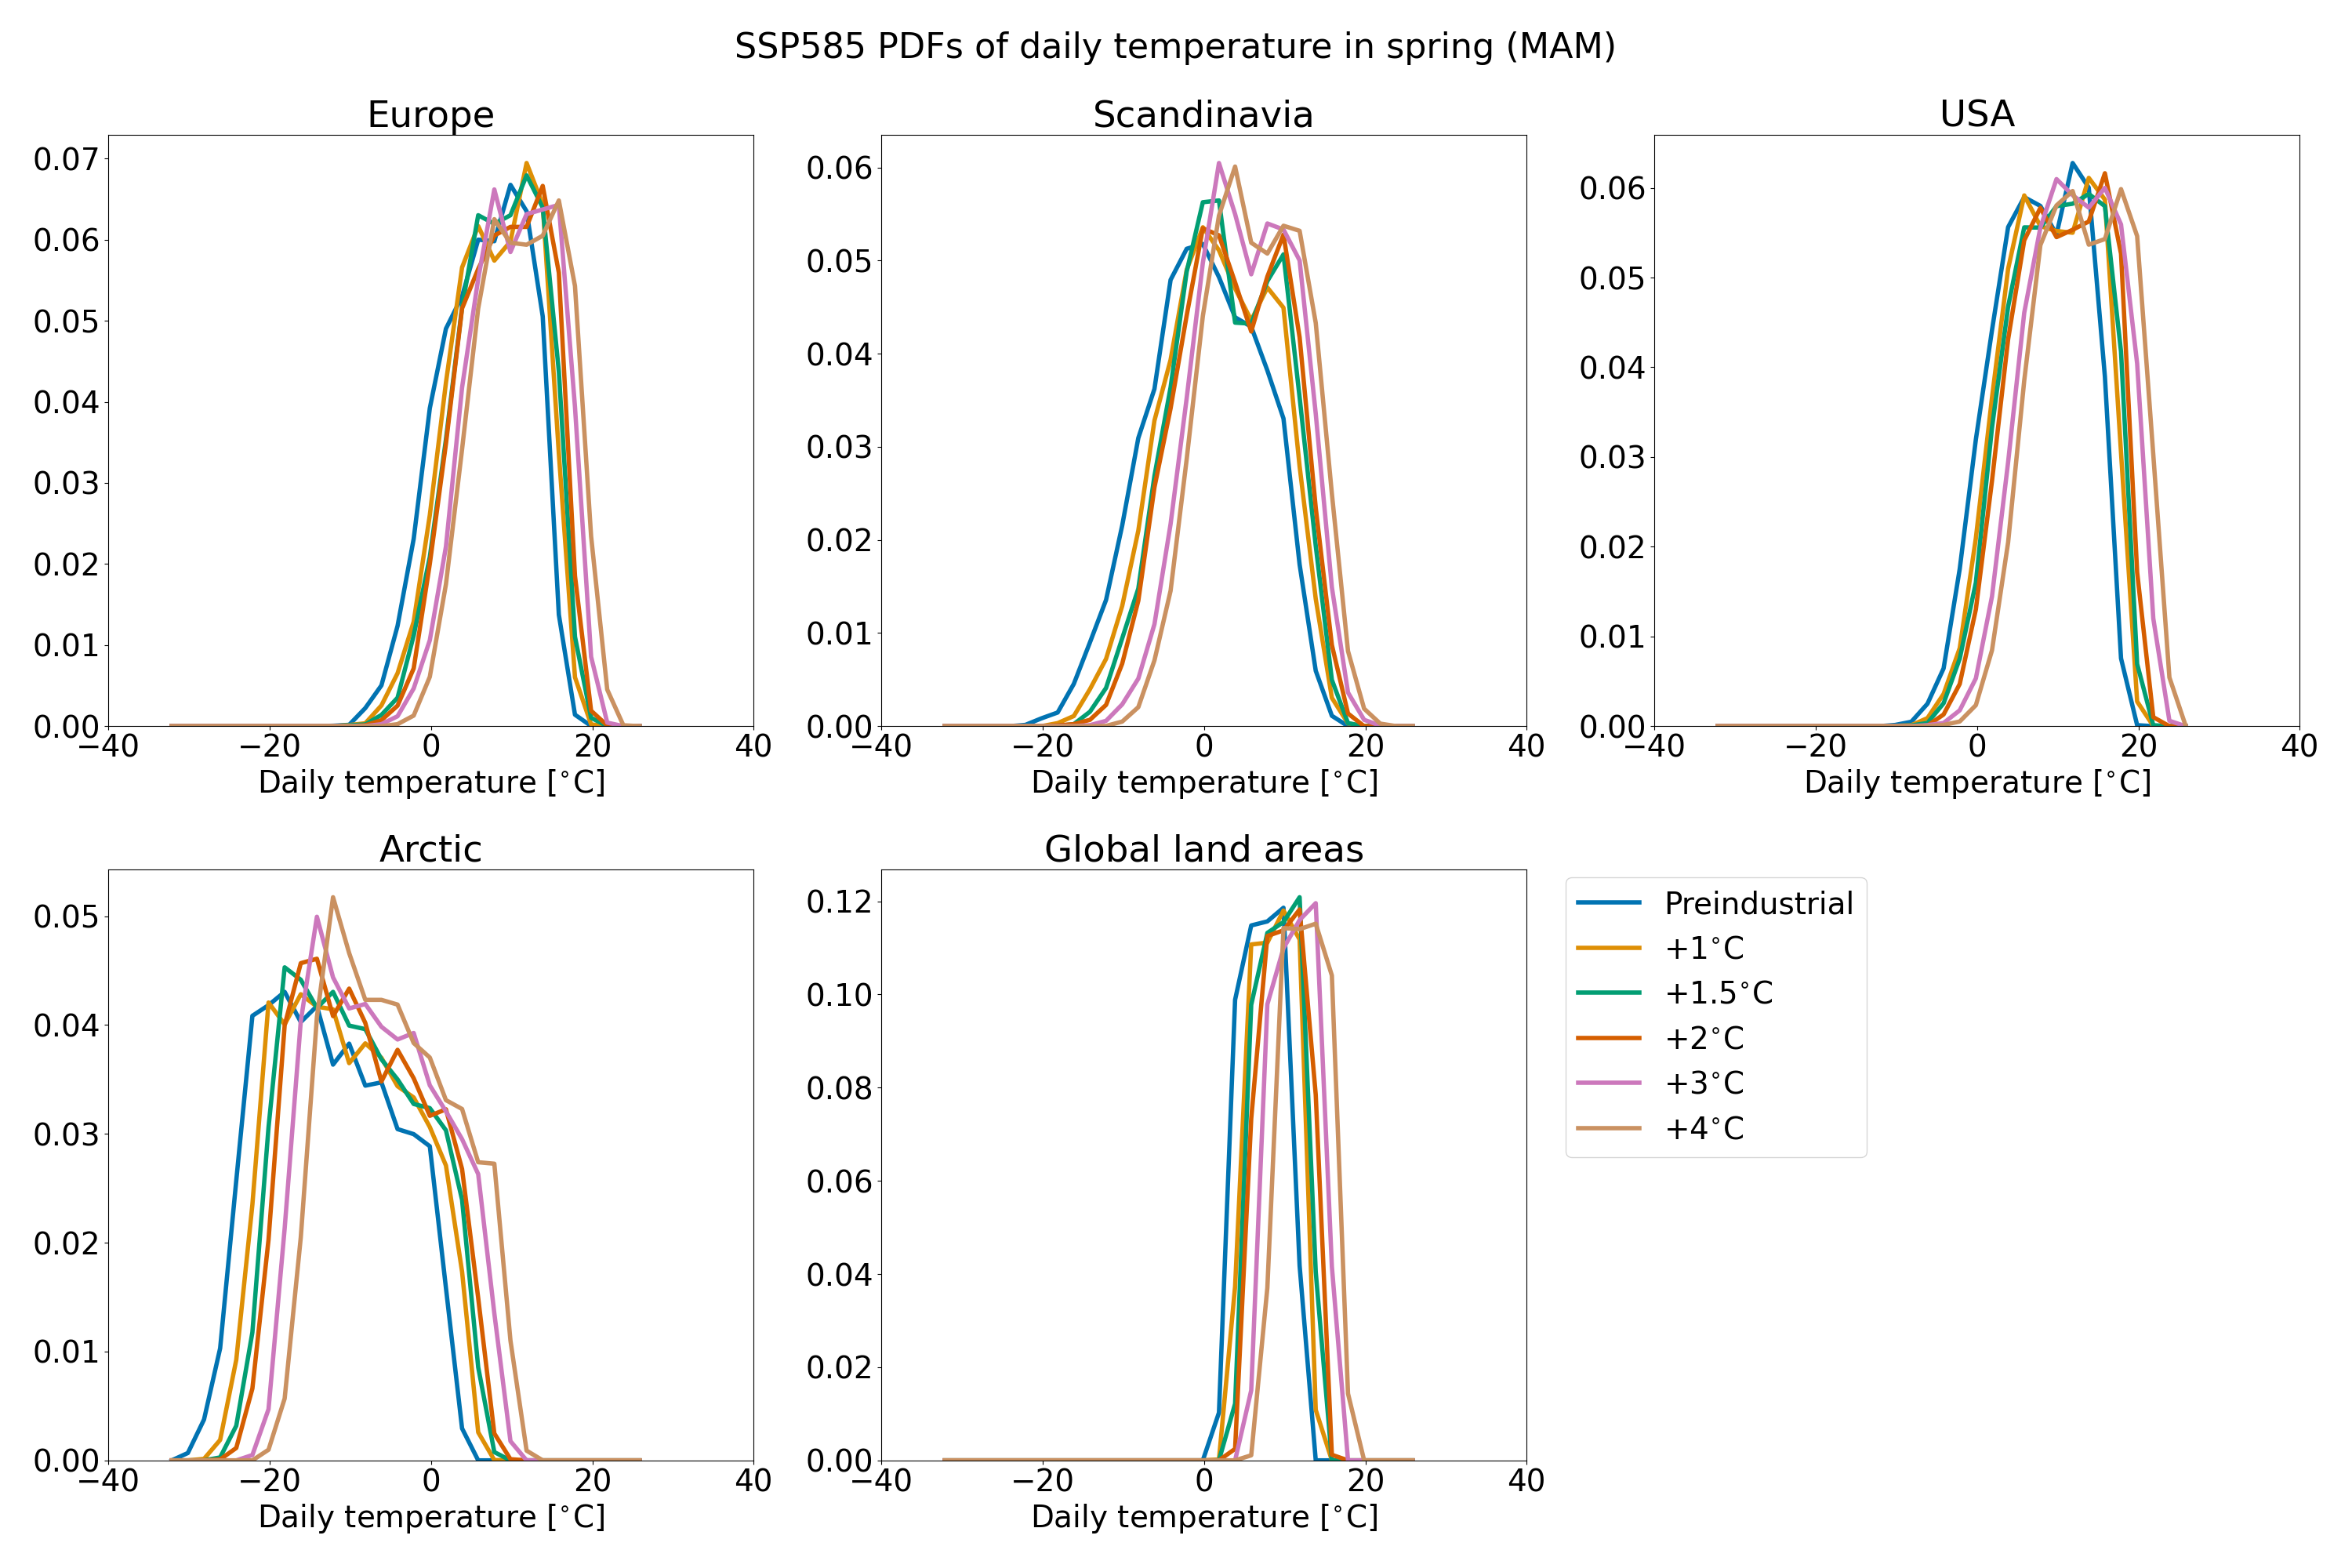 SSP585 PDFs of daily temperature in spring (MAM)
Europe
0.07
0.06
0.05
0.04
0.03
0.02
0.01
0.00
−40 −20 0 20 40
Daily temperature [°C]
Scandinavia
0.06
0.05
0.04
0.03
0.02
0.01
0.00
−40 −20 0 20 40
Daily temperature [°C]
USA
0.06
0.05
0.04
0.03
0.02
0.01
0.00
−40 −20 0 20 40
Daily temperature [°C]
Arctic
0.05
0.04
0.03
0.02
0.01
0.00
−40 −20 0 20 40
Daily temperature [°C]
Global land areas
0.12
0.10
0.08
0.06
0.04
0.02
0.00
−40 −20 0 20 40
Daily temperature [°C]
Preindustrial
+1°C
+1.5°C
+2°C
+3°C
+4°C